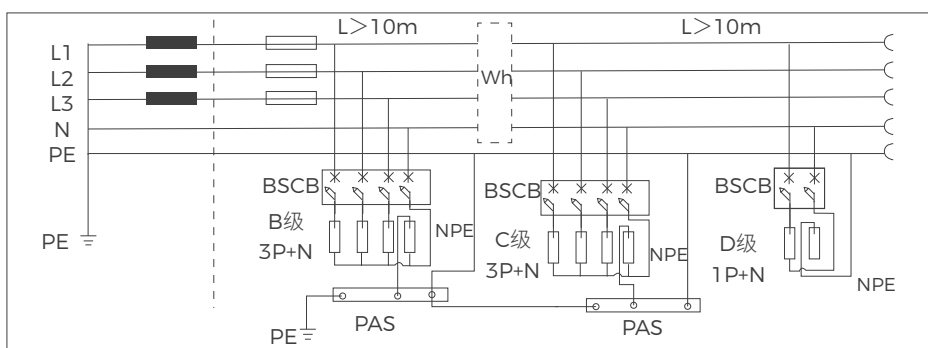 L>10m
L>10m
L1
L2
L3
N
PE
Wh
BSCB
BSCB
BSCB
B级
3P+N
NPE
C级
3P+N
NPE
D级
1P+N
NPE
PE
PE
PAS
PAS